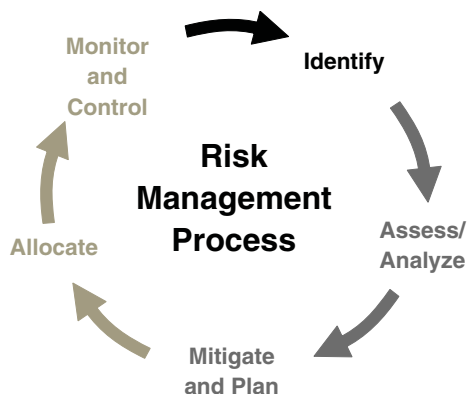 Monitor
and
Control
Identify
Risk
Management
Process
Allocate
Assess/
Analyze
Mitigate
and Plan